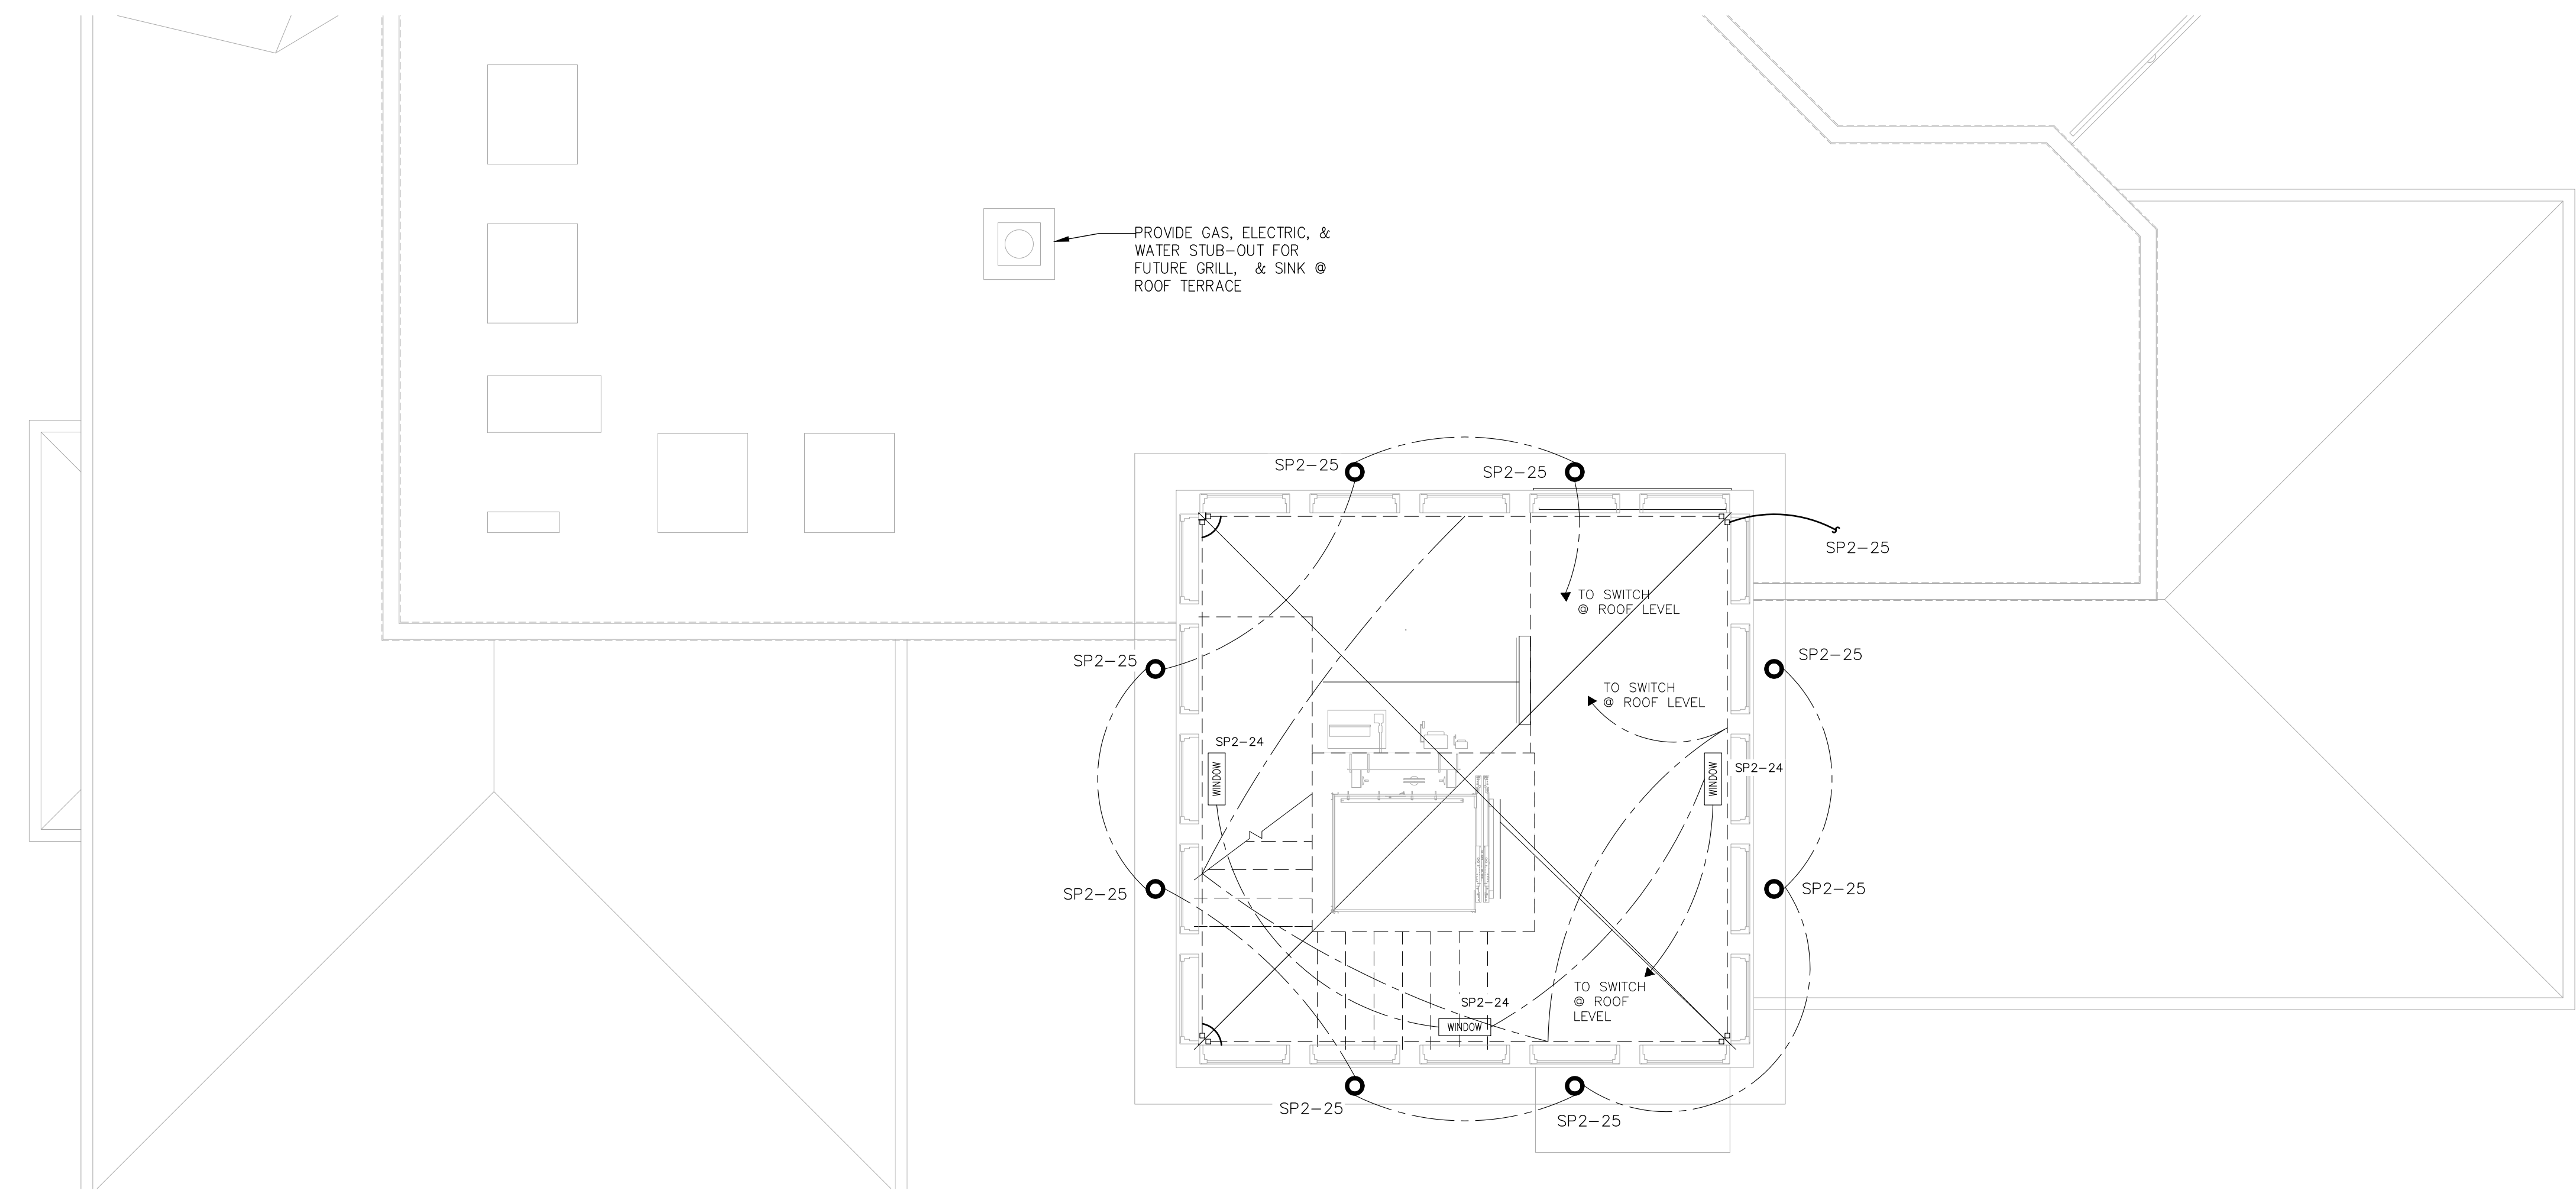 PROVIDE GAS, ELECTRIC, &
WATER STUB-OUT FOR
FUTURE GRILL, & SINK @
ROOF TERRACE
SP2-25
SP2-25
SP2-25
TO SWITCH
@ ROOF LEVEL
SP2-25
SP2-25
TO SWITCH
@ ROOF LEVEL
SP2-24
WINDOW
SP2-24
WINDOW
SP2-25
SP2-25
TO SWITCH
@ ROOF
LEVEL
SP2-24
WINDOW
SP2-25
SP2-25